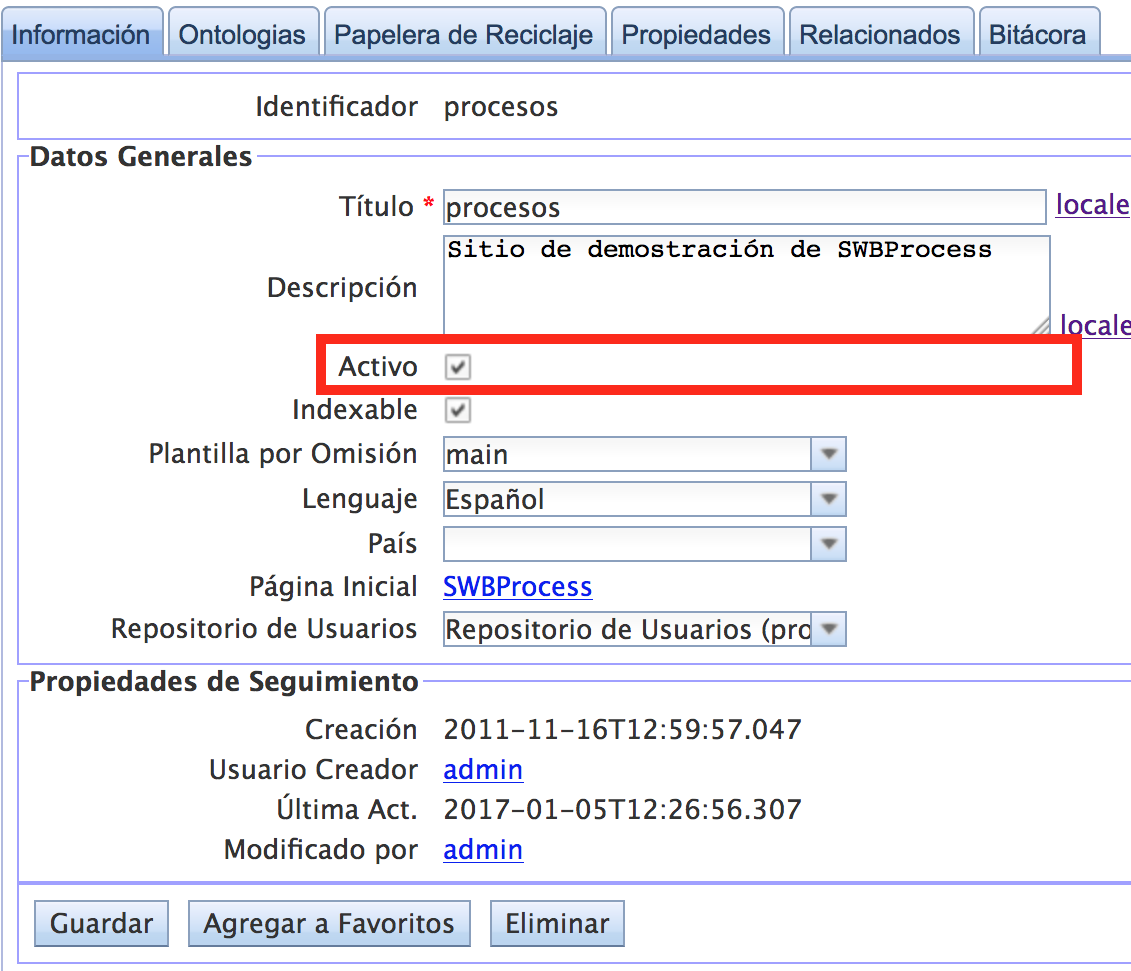 Información Ontologias Papelera de Reciclaje Propiedades Relacionados Bitácora
Identificador procesos
Datos Generales
Título * procesos locale
Sitio de demostración de SWBProcess
Descripción
locale
Activo
Indexable
Plantilla por Omisión main
Lenguaje Español
País
Página Inicial SWBProcess
Repositorio de Usuarios Repositorio de Usuarios (pro
Propiedades de Seguimiento
Creación 2011-11-16T12:59:57.047
Usuario Creador admin
Última Act. 2017-01-05T12:26:56.307
Modificado por admin
Guardar Agregar a Favoritos Eliminar